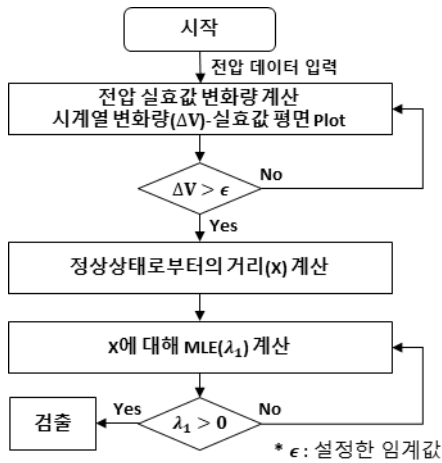 시작
전압 데이터 입력
전압 실효값 변화량 계산
시계열 변화량(ΔV)-실효값 평면 Plot
ΔV > ϵ
No
Yes
정상상태로부터의 거리(X) 계산
X에 대해 MLE(λ₁) 계산
λ₁ > 0
Yes
No
검출
* ϵ : 설정한 임계값